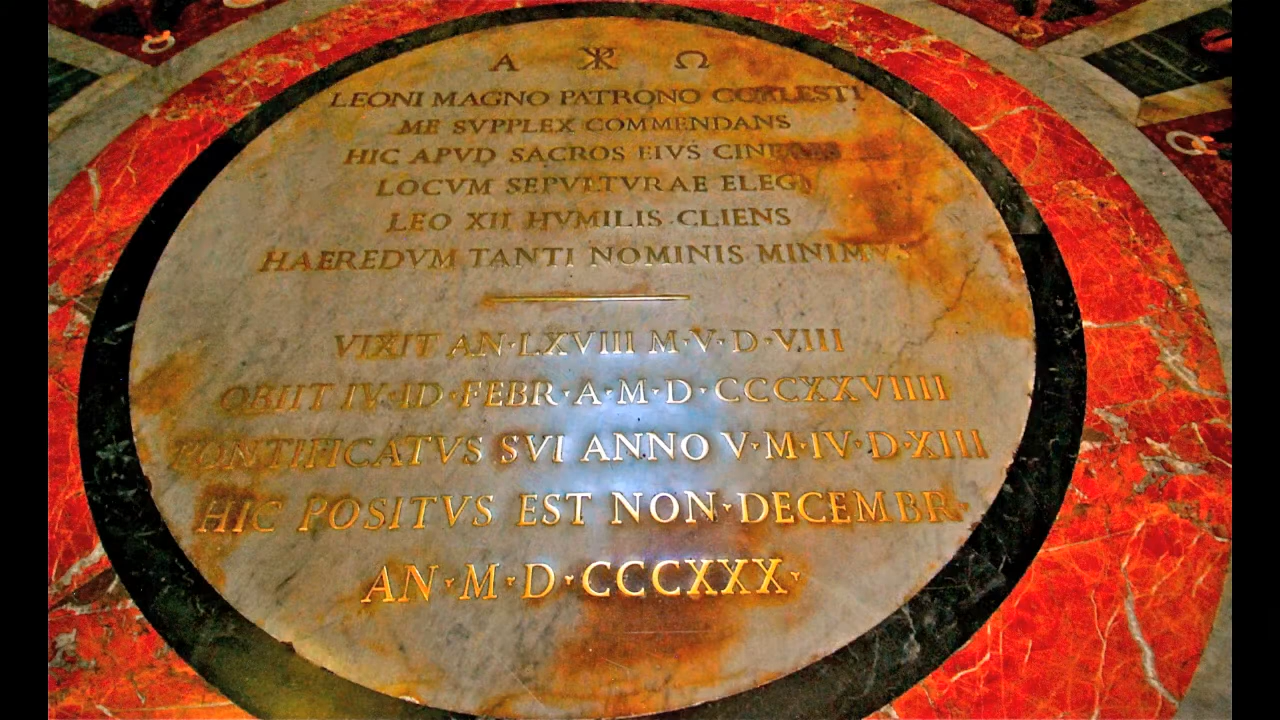 Α ☧ Ω
LEONI MAGNO PATRONO COELESTI
ME SVPPLEX COMMENDANS
HIC APVD SACROS EIVS CINERES
LOCVM SEPVLTVRAE ELEGI
LEO XII HVMILIS CLIENS
HAEREDVM TANTI NOMINIS MINIMVS
VIXIT AN·LXVIII M·V·D·VIII
OBIIT IV·ID·FEBR·A·M·D·CCCXXVIIII
PONTIFICATVS SVI ANNO V·M·IV·D·XIII
HIC POSITVS EST NON·DECEMBR·
AN·M·D·CCCXXX·